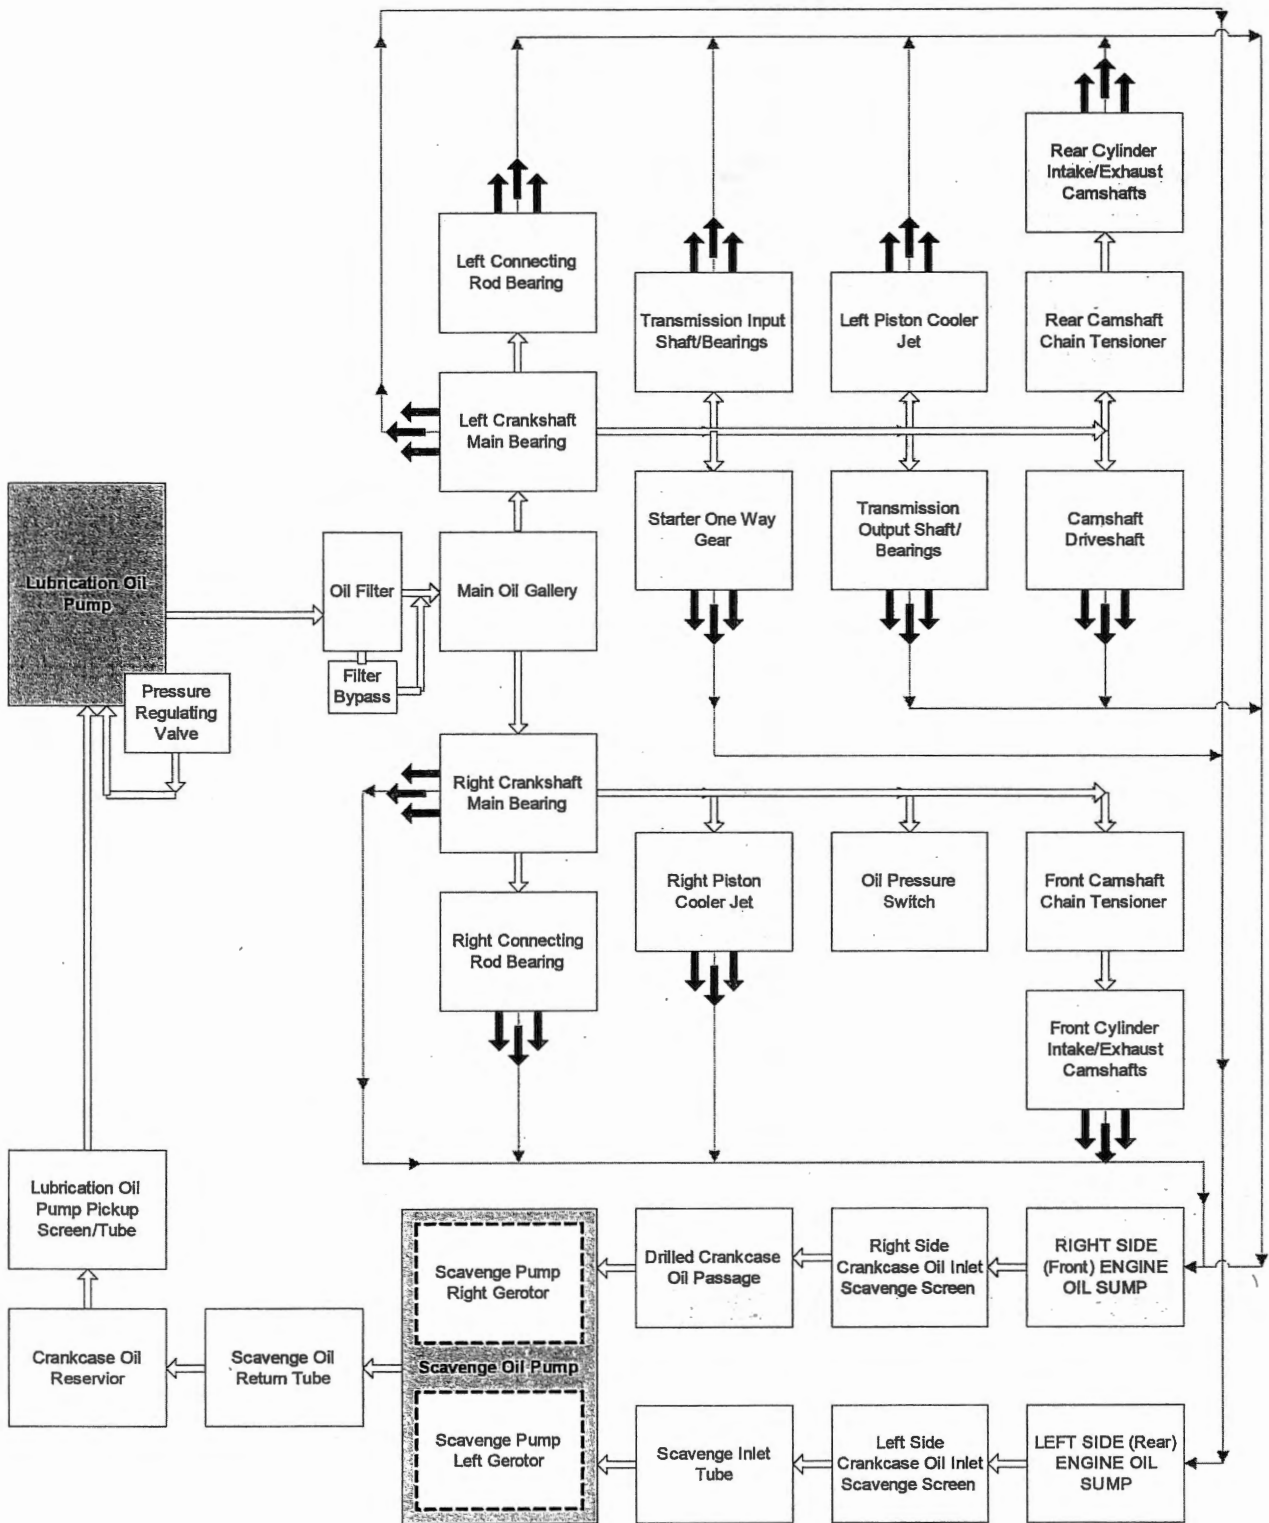 Rear Cylinder
Intake/Exhaust
Camshafts
Left Connecting
Rod Bearing
Transmission Input
Shaft/Bearings
Left Piston Cooler
Jet
Rear Camshaft
Chain Tensioner
Left Crankshaft
Main Bearing
Starter One Way
Gear
Transmission
Output Shaft/
Bearings
Camshaft
Driveshaft
Lubrication Oil
Pump
Oil Filter
Main Oil Gallery
Filter
Bypass
Pressure
Regulating
Valve
Right Crankshaft
Main Bearing
Right Piston
Cooler Jet
Oil Pressure
Switch
Front Camshaft
Chain Tensioner
Right Connecting
Rod Bearing
Front Cylinder
Intake/Exhaust
Camshafts
Lubrication Oil
Pump Pickup
Screen/Tube
Scavenge Pump
Right Gerotor
Drilled Crankcase
Oil Passage
Right Side
Crankcase Oil Inlet
Scavenge Screen
RIGHT SIDE
(Front) ENGINE
OIL SUMP
Crankcase Oil
Reservior
Scavenge Oil
Return Tube
Scavenge Oil Pump
Scavenge Pump
Left Gerotor
Scavenge Inlet
Tube
Left Side
Crankcase Oil Inlet
Scavenge Screen
LEFT SIDE (Rear)
ENGINE OIL
SUMP